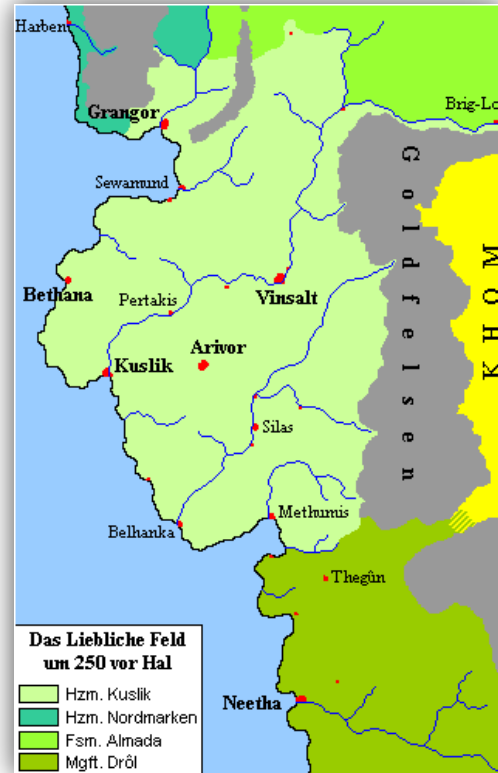 Harben
Grangor
Brig-Lo
Sewamund
Goldfelsen
KHOM
Bethana
Pertakis
Vinsalt
Arivor
Kuslik
Silas
Belhanka
Methumis
Thegûn
Neetha
Das Liebliche Feld
um 250 vor Hal
Hzm. Kuslik
Hzm. Nordmarken
Fsm. Almada
Mgft. Drôl